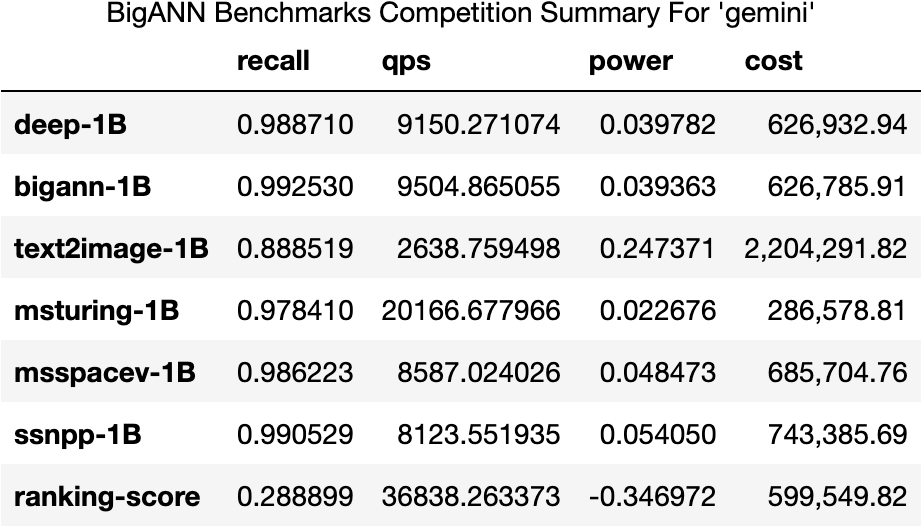 BigANN Benchmarks Competition Summary For 'gemini'
recall qps power cost
deep-1B 0.988710 9150.271074 0.039782 626,932.94
bigann-1B 0.992530 9504.865055 0.039363 626,785.91
text2image-1B 0.888519 2638.759498 0.247371 2,204,291.82
msturing-1B 0.978410 20166.677966 0.022676 286,578.81
msspacev-1B 0.986223 8587.024026 0.048473 685,704.76
ssnpp-1B 0.990529 8123.551935 0.054050 743,385.69
ranking-score 0.288899 36838.263373 -0.346972 599,549.82